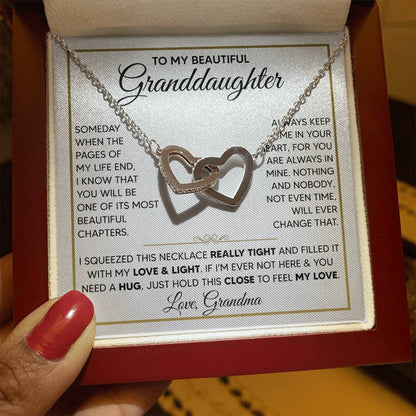 TO MY BEAUTIFUL
Granddaughter
SOMEDAY
WHEN THE
PAGES OF
MY LIFE END,
I KNOW THAT
YOU WILL BE
ONE OF ITS MOST
BEAUTIFUL
CHAPTERS.
ALWAYS KEEP
ME IN YOUR
HEART, FOR YOU
ARE ALWAYS IN
MINE. NOTHING
AND NOBODY,
NOT EVEN TIME,
WILL EVER
CHANGE THAT.
I SQUEEZED THIS NECKLACE REALLY TIGHT AND FILLED IT
WITH MY LOVE & LIGHT. IF I'M EVER NOT HERE & YOU
NEED A HUG, JUST HOLD THIS CLOSE TO FEEL MY LOVE.
Love, Grandma